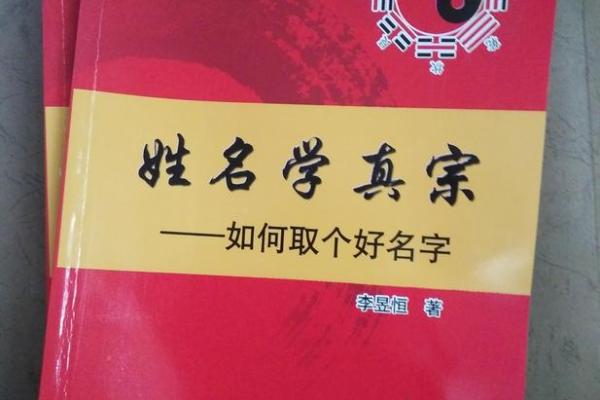 姓名学真宗
——如何取个好名字
李昱恒 著